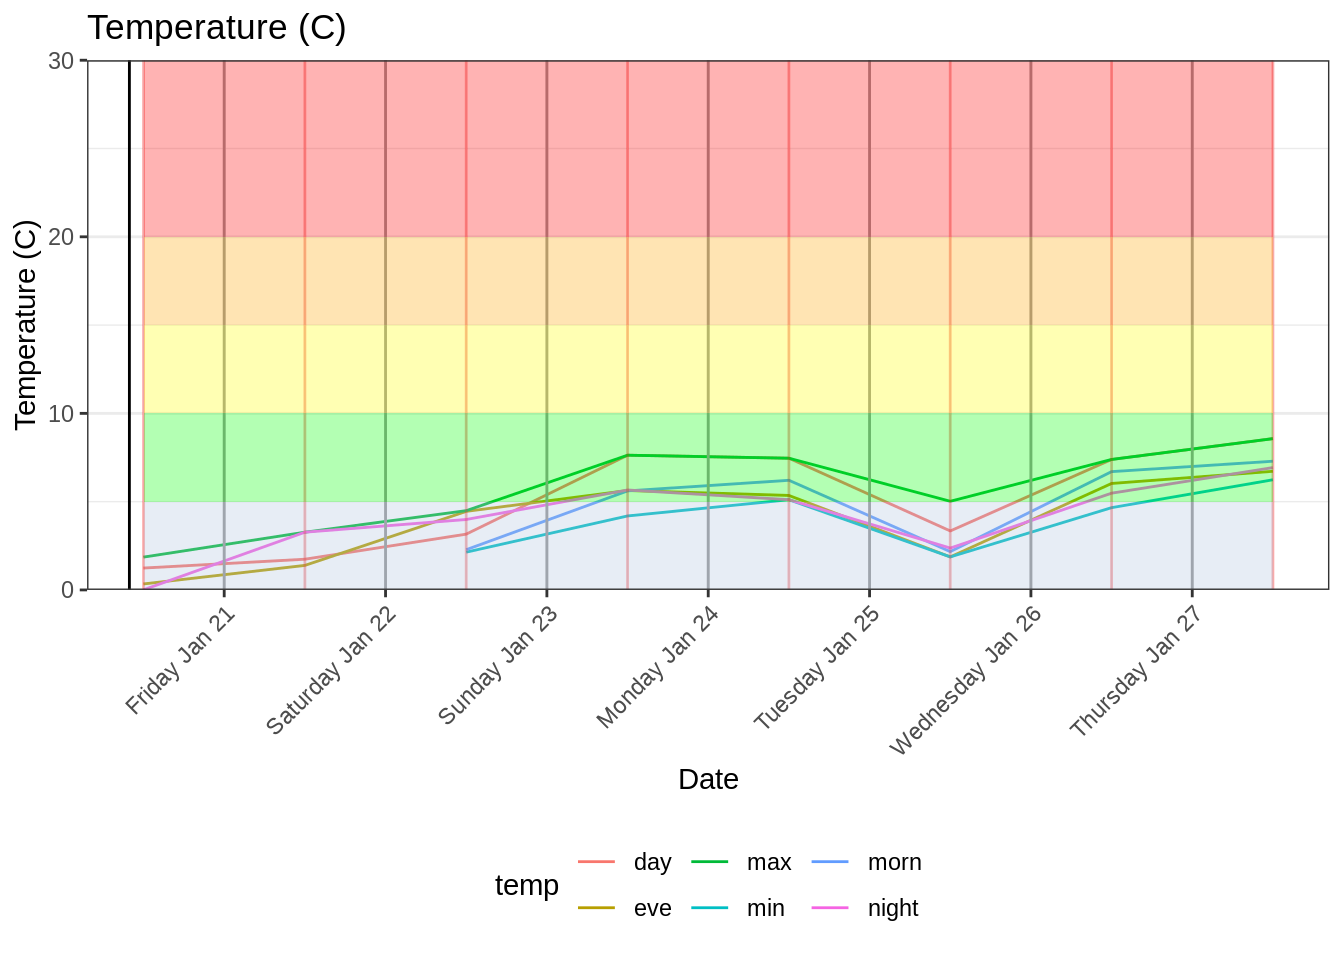 Temperature (C)
Temperature (C)
30
20
10
0
Friday Jan 21
Saturday Jan 22
Sunday Jan 23
Monday Jan 24
Tuesday Jan 25
Wednesday Jan 26
Thursday Jan 27
Date
temp
day
max
morn
eve
min
night